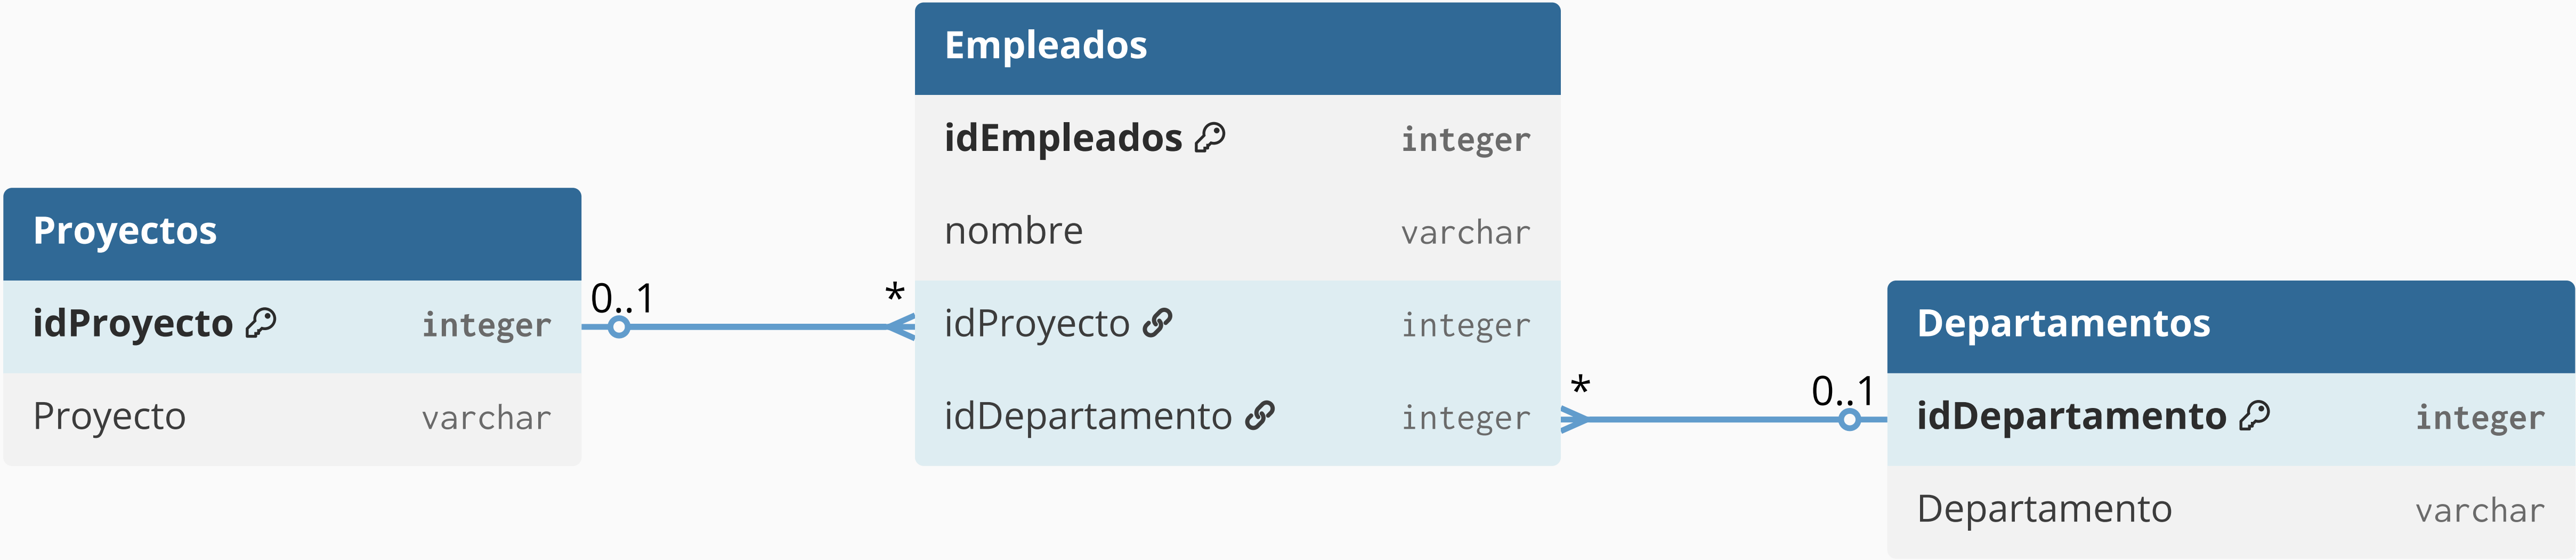 Proyectos
idProyecto integer
Proyecto varchar
0..1
*
Empleados
idEmpleados integer
nombre varchar
idProyecto integer
idDepartamento integer
*
0..1
Departamentos
idDepartamento integer
Departamento varchar